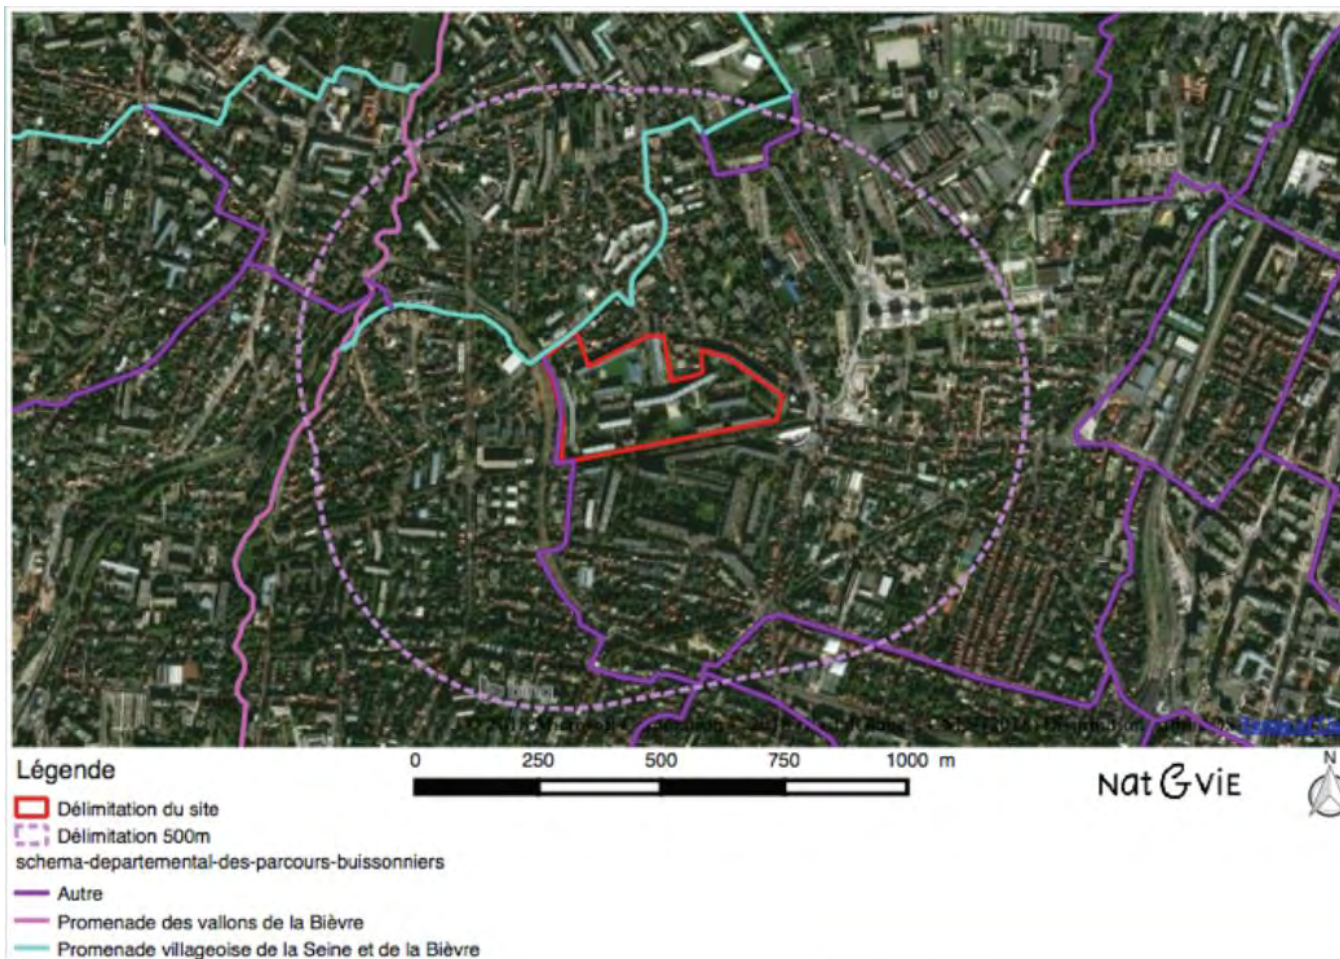 bing
Légende
0 250 500 750 1000 m
Nat G ViE
N
Délimitation du site
Délimitation 500m
schema-departemental-des-parcours-buissonniers
Autre
Promenade des vallons de la Bièvre
Promenade villageoise de la Seine et de la Bièvre